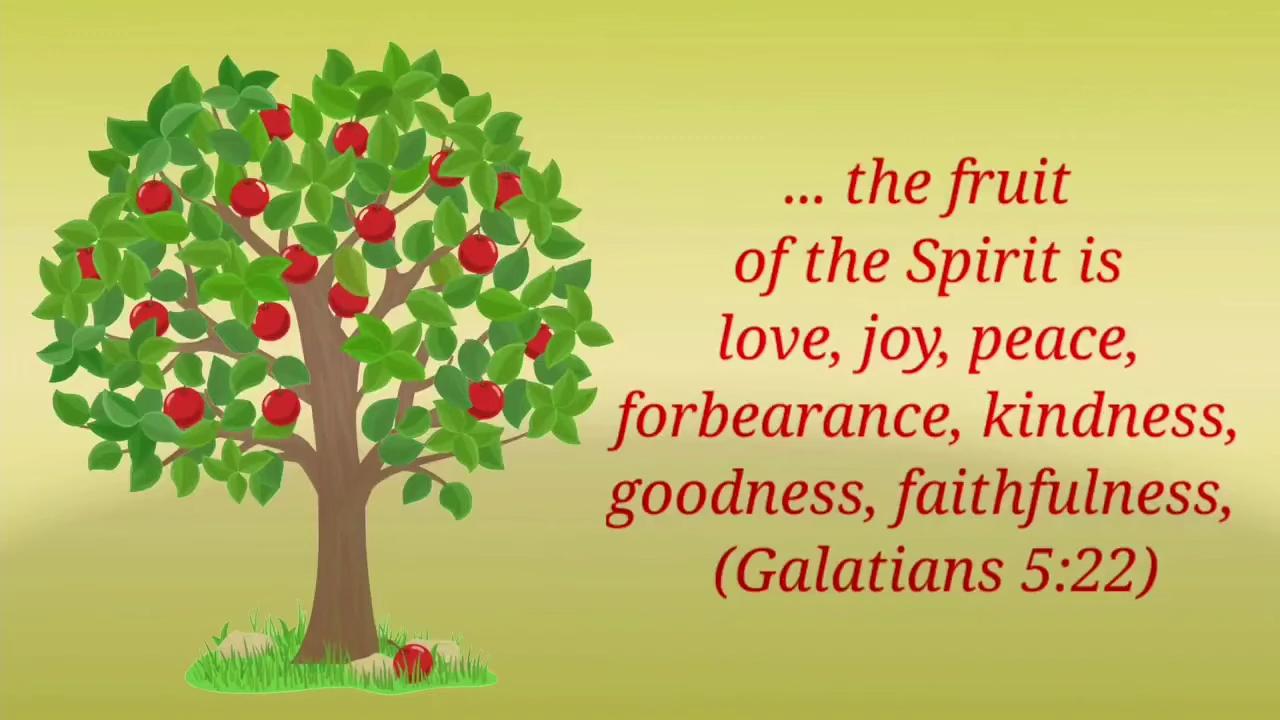 ... the fruit
of the Spirit is
love, joy, peace,
forbearance, kindness,
goodness, faithfulness,
(Galatians 5:22)